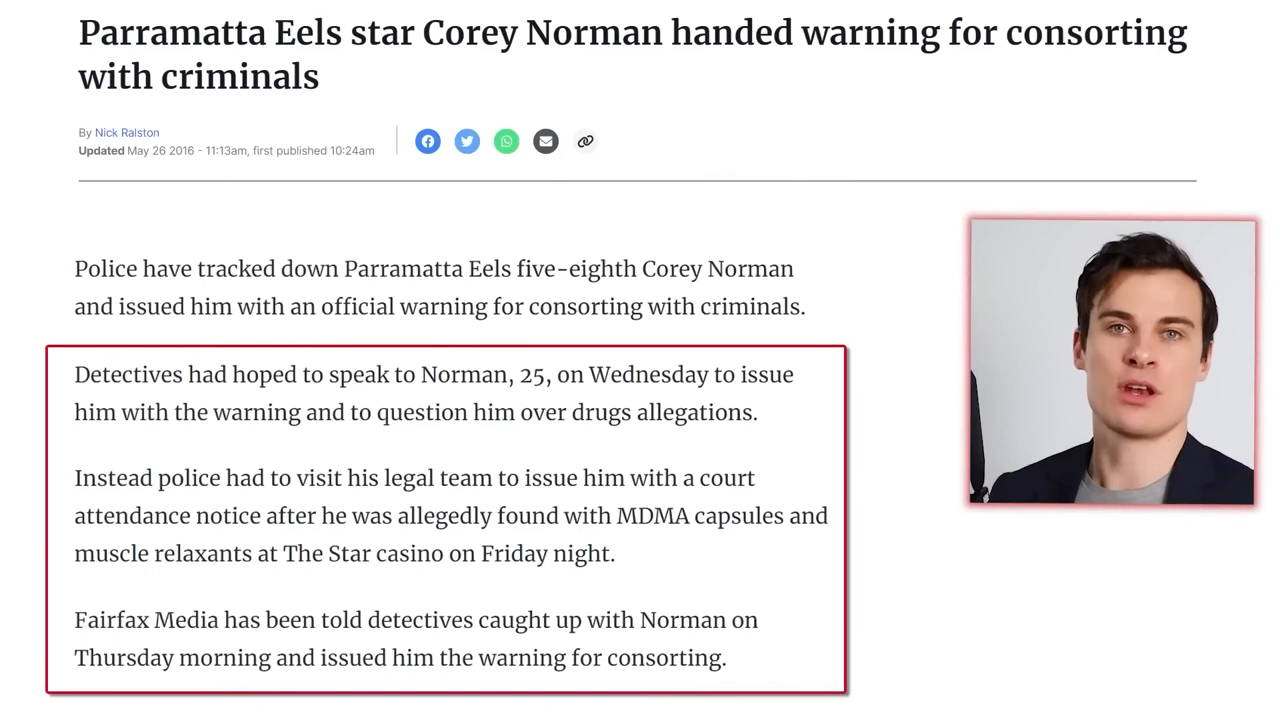 Parramatta Eels star Corey Norman handed warning for consorting
with criminals
By Nick Ralston
Updated May 26 2016 - 11:13am, first published 10:24am
Police have tracked down Parramatta Eels five-eighth Corey Norman
and issued him with an official warning for consorting with criminals.
Detectives had hoped to speak to Norman, 25, on Wednesday to issue
him with the warning and to question him over drugs allegations.
Instead police had to visit his legal team to issue him with a court
attendance notice after he was allegedly found with MDMA capsules and
muscle relaxants at The Star casino on Friday night.
Fairfax Media has been told detectives caught up with Norman on
Thursday morning and issued him the warning for consorting.